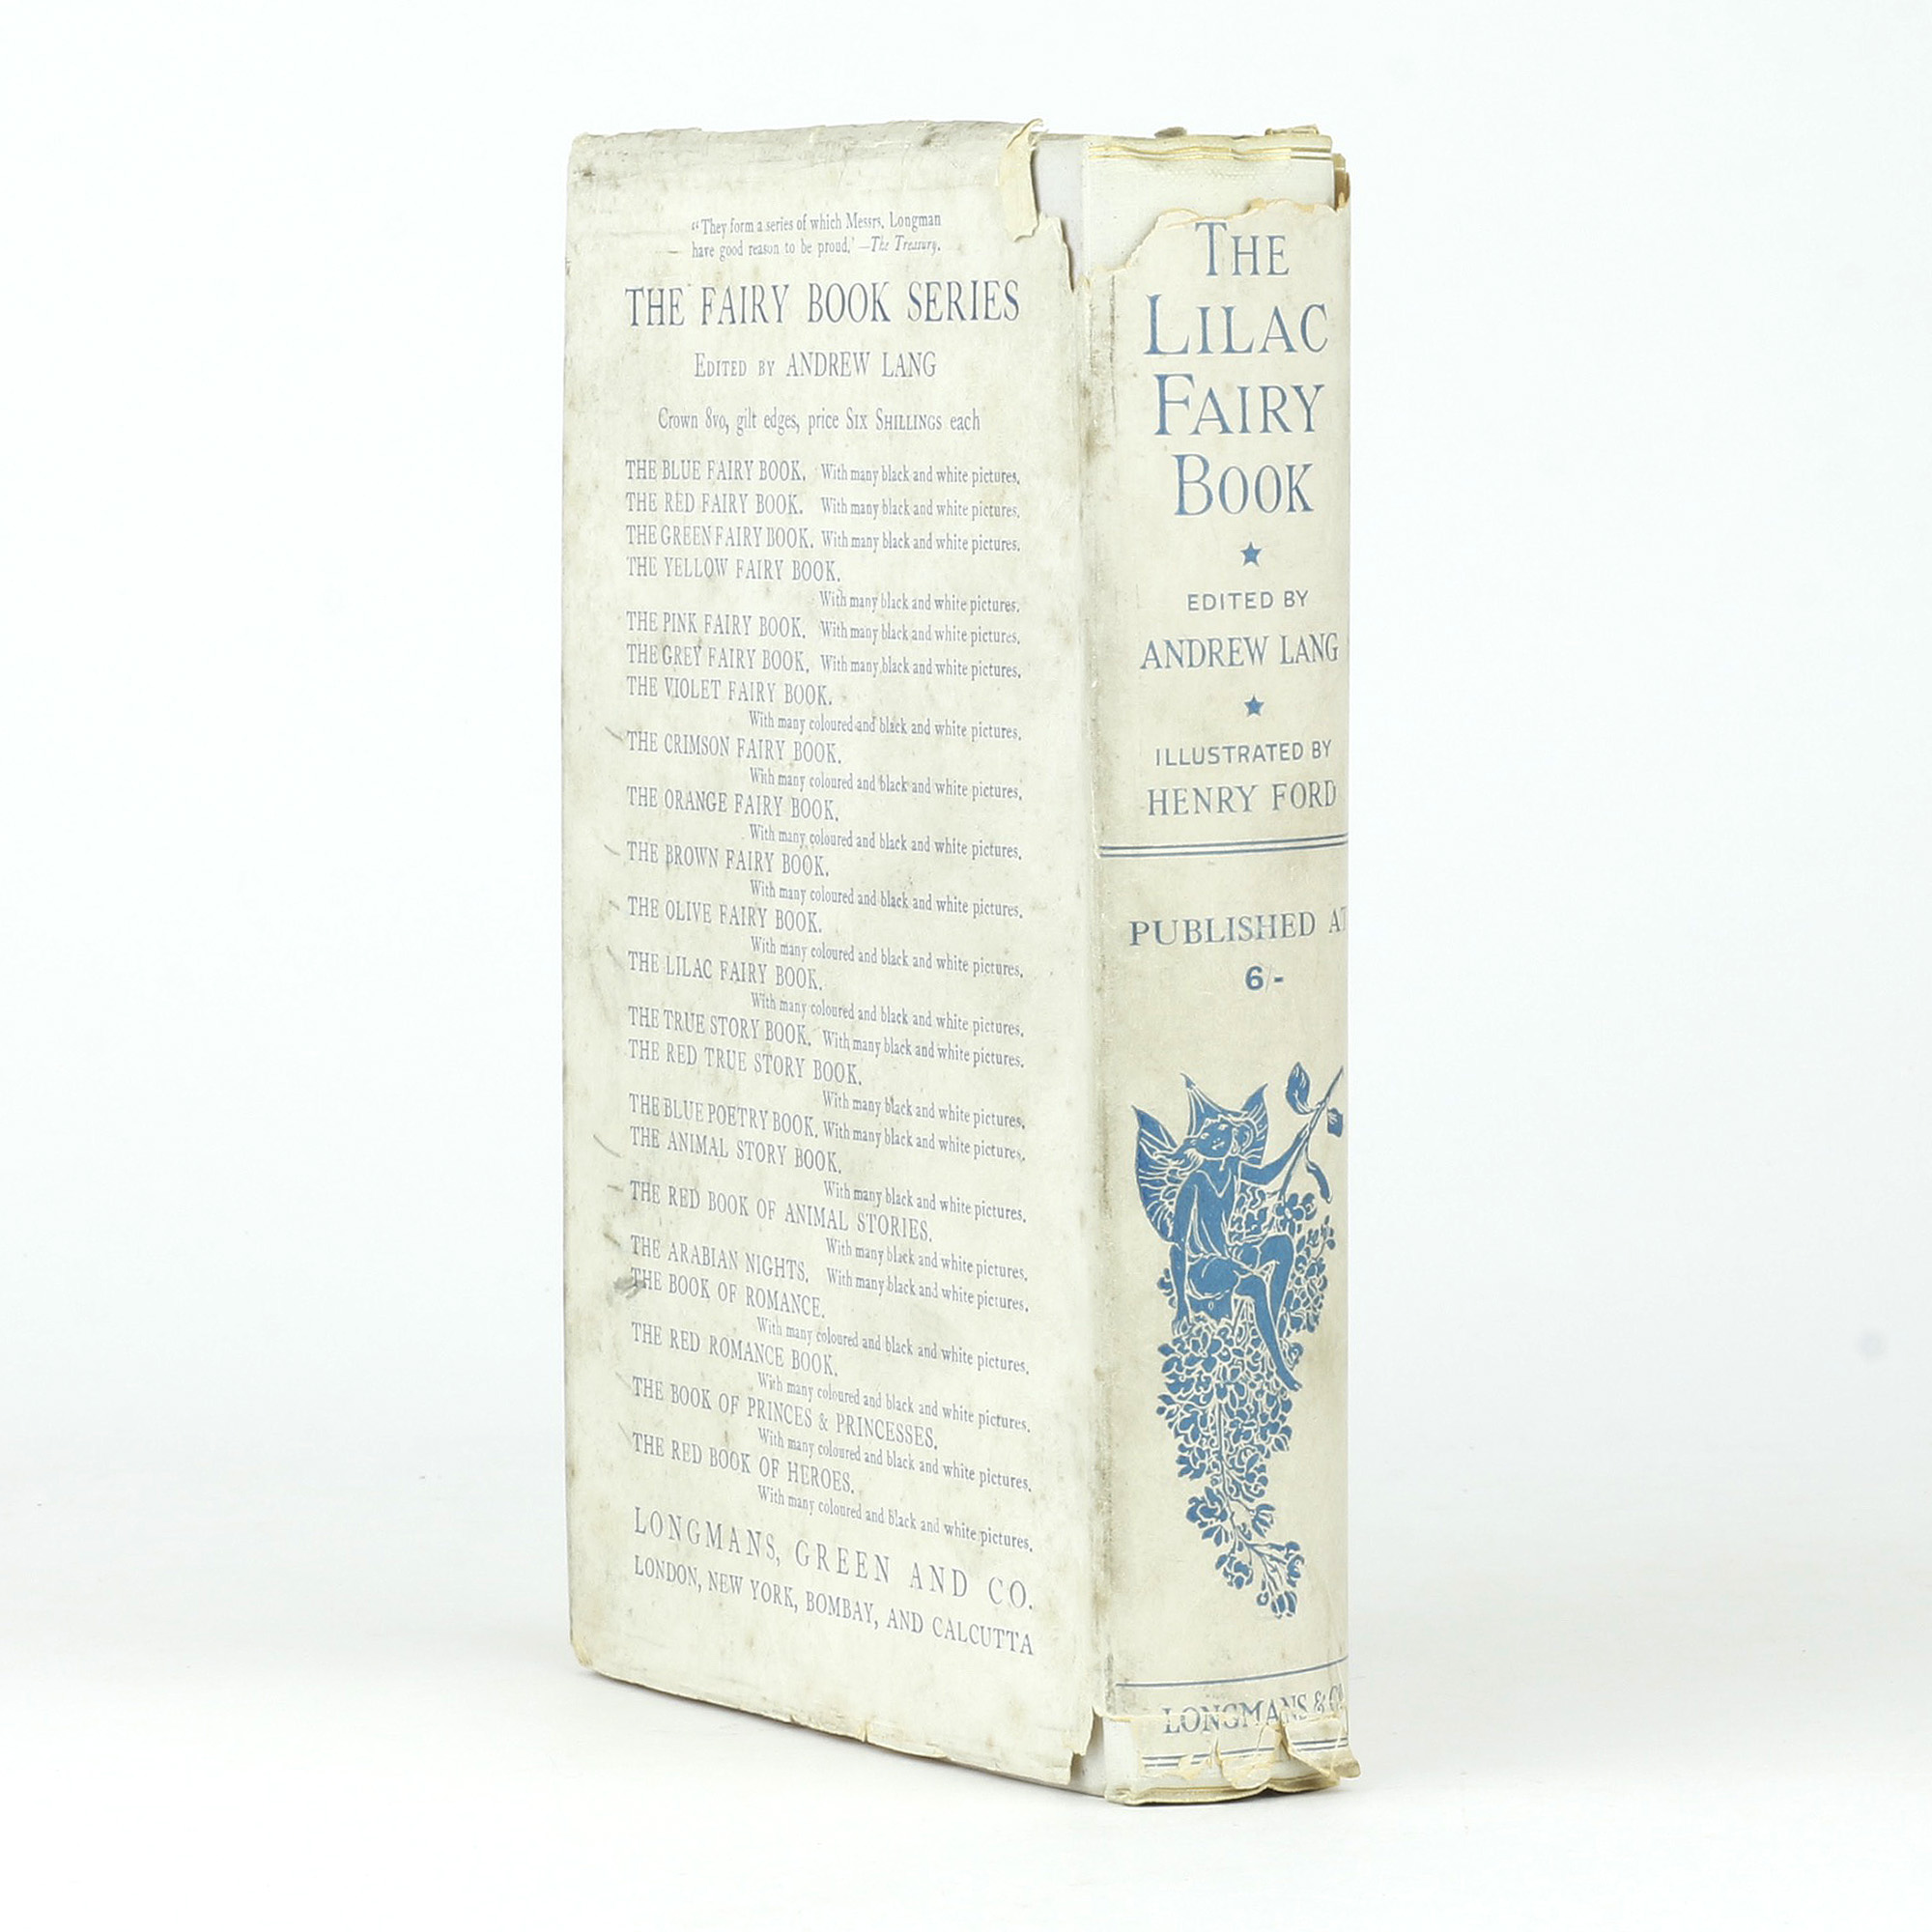 “They form a series of which Messrs. Longman
have good reason to be proud.’—The Treasury.
THE FAIRY BOOK SERIES
EDITED BY ANDREW LANG
Crown 8vo, gilt edges, price SIX SHILLINGS each
THE BLUE FAIRY BOOK. With many black and white pictures.
THE RED FAIRY BOOK. With many black and white pictures.
THE GREEN FAIRY BOOK. With many black and white pictures.
THE YELLOW FAIRY BOOK.
With many black and white pictures.
THE PINK FAIRY BOOK. With many black and white pictures.
THE GREY FAIRY BOOK. With many black and white pictures.
THE VIOLET FAIRY BOOK.
With many coloured and black and white pictures.
THE CRIMSON FAIRY BOOK.
With many coloured and black and white pictures.
THE ORANGE FAIRY BOOK.
With many coloured and black and white pictures.
THE BROWN FAIRY BOOK.
With many coloured and black and white pictures.
THE OLIVE FAIRY BOOK.
With many coloured and black and white pictures.
THE LILAC FAIRY BOOK.
With many coloured and black and white pictures.
THE TRUE STORY BOOK. With many black and white pictures.
THE RED TRUE STORY BOOK.
With many black and white pictures.
THE BLUE POETRY BOOK. With many black and white pictures.
THE ANIMAL STORY BOOK.
With many black and white pictures.
THE RED BOOK OF ANIMAL STORIES.
With many black and white pictures.
THE ARABIAN NIGHTS. With many black and white pictures.
THE BOOK OF ROMANCE.
With many coloured and black and white pictures.
THE RED ROMANCE BOOK.
With many coloured and black and white pictures.
THE BOOK OF PRINCES & PRINCESSES.
With many coloured and black and white pictures.
THE RED BOOK OF HEROES.
With many coloured and black and white pictures.
LONGMANS, GREEN AND CO.
LONDON, NEW YORK, BOMBAY, AND CALCUTTA
THE
LILAC
FAIRY
BOOK
EDITED BY
ANDREW LANG
ILLUSTRATED BY
HENRY FORD
PUBLISHED AT
6/-
LONGMANS & Co